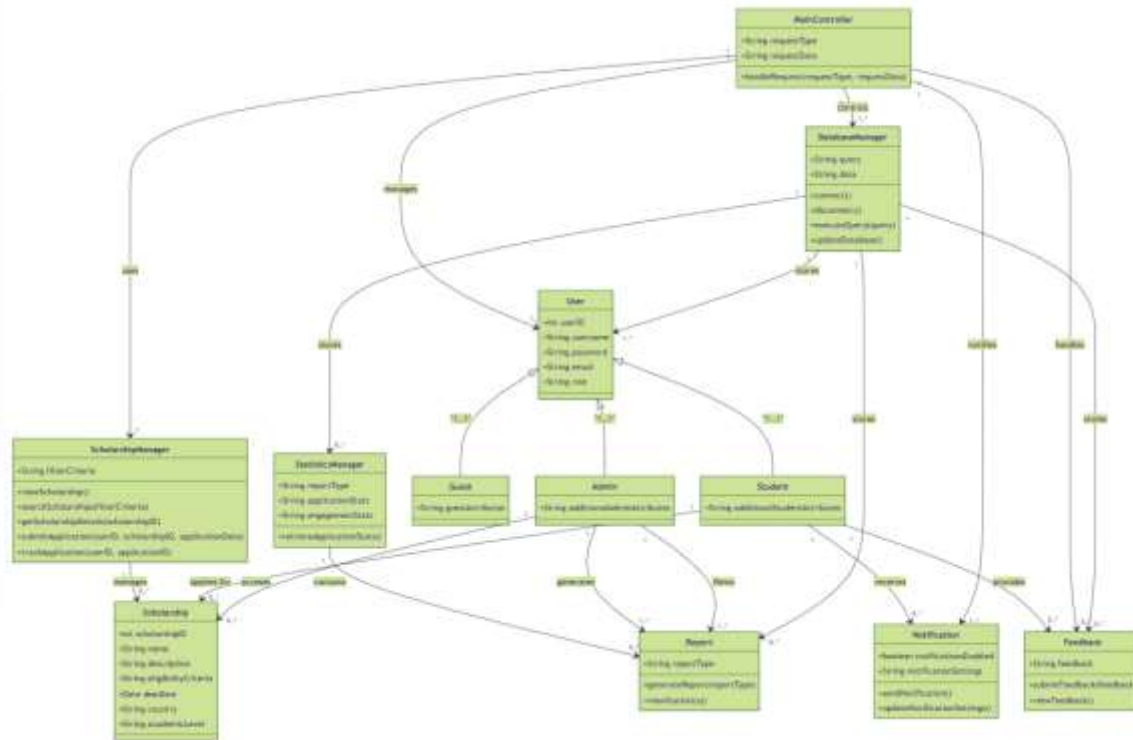 MainController
+String requestType
+String requestData
+handleRequest(requestType, requestData)
controls
DatabaseManager
+String query
+String data
+connect()
+disconnect()
+executeQuery(query)
+updateDatabase()
manages
uses
stores
User
+int userID
+String username
+String password
+String email
+String role
stores
notifies
handles
stores
stores
ScholarshipManager
+String filterCriteria
+viewScholarships()
+searchScholarships(filterCriteria)
+getScholarshipDetails(scholarshipID)
+submitApplication(userID, scholarshipID, applicationData)
+trackApplication(userID, applicationID)
StatisticsManager
+String reportType
+String applicationStats
+String engagementStats
Guest
+String guestAttributes
Admin
+String additionalAdminAttributes
Student
+String additionalStudentAttributes
manages
applies for
accesses
generates
receives
provides
Scholarship
+int scholarshipID
+String name
+String description
+String eligibilityCriteria
+Date deadline
+String country
+String academicLevel
Report
+String reportType
+generateReport(reportType)
Notification
+boolean notificationsEnabled
+String notificationSettings
+sendNotification()
+updateNotificationSettings()
Feedback
+String feedback
+submitFeedback(feedback)
+viewFeedback()